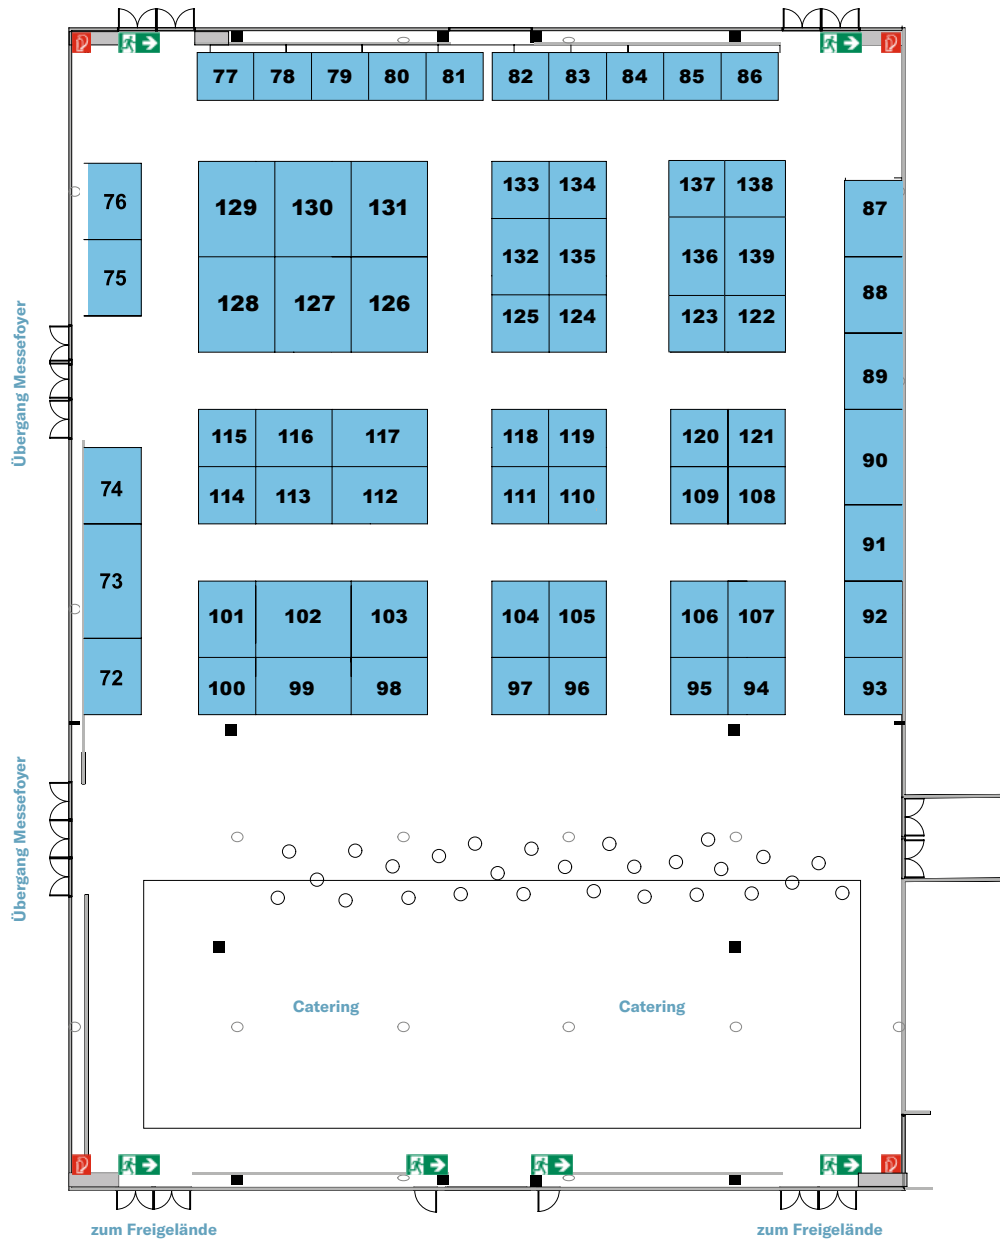 77 78 79 80 81 82 83 84 85 86
76
75
129 130 131
128 127 126
133 134
132 135
125 124
137 138
136 139
123 122
87
88
89
90
91
92
93
Übergang Messefoyer
74
73
72
115 116 117
114 113 112
118 119
111 110
120 121
109 108
101 102 103
100 99 98
104 105
97 96
106 107
95 94
Übergang Messefoyer
Catering Catering
zum Freigelände zum Freigelände